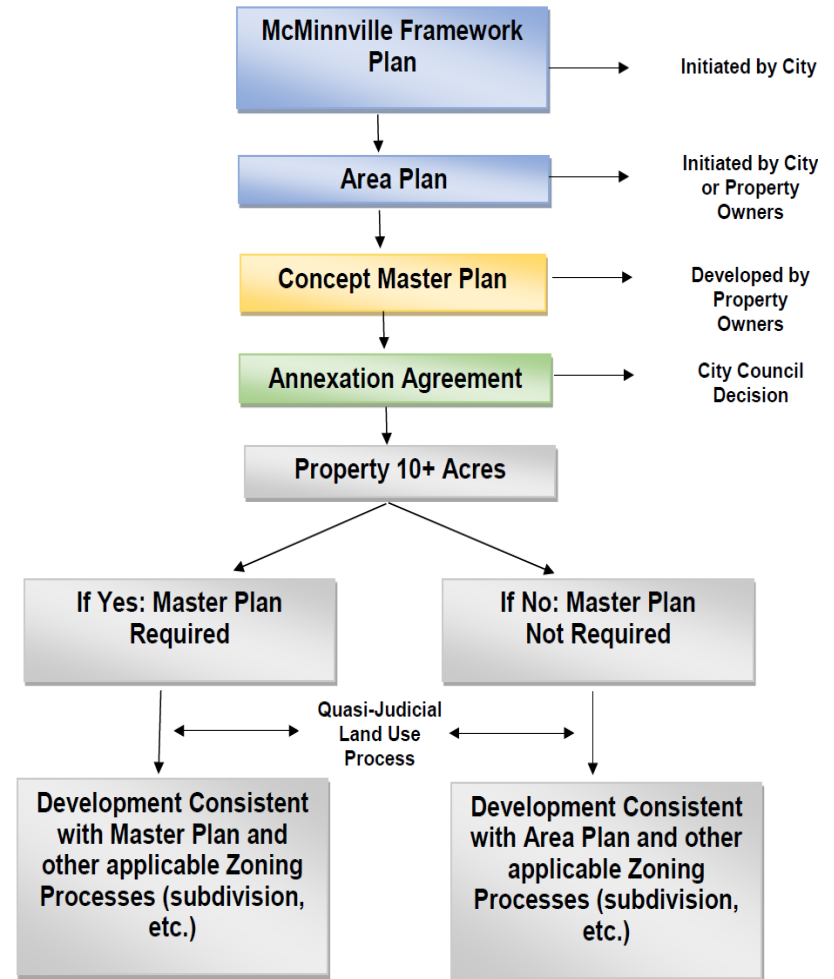 McMinnville Framework
Plan
Initiated by City
Area Plan
Initiated by City
or Property
Owners
Concept Master Plan
Developed by
Property
Owners
Annexation Agreement
City Council
Decision
Property 10+ Acres
If Yes: Master Plan
Required
If No: Master Plan
Not Required
Quasi-Judicial
Land Use
Process
Development Consistent
with Master Plan and
other applicable Zoning
Processes (subdivision,
etc.)
Development Consistent
with Area Plan and other
applicable Zoning
Processes (subdivision,
etc.)